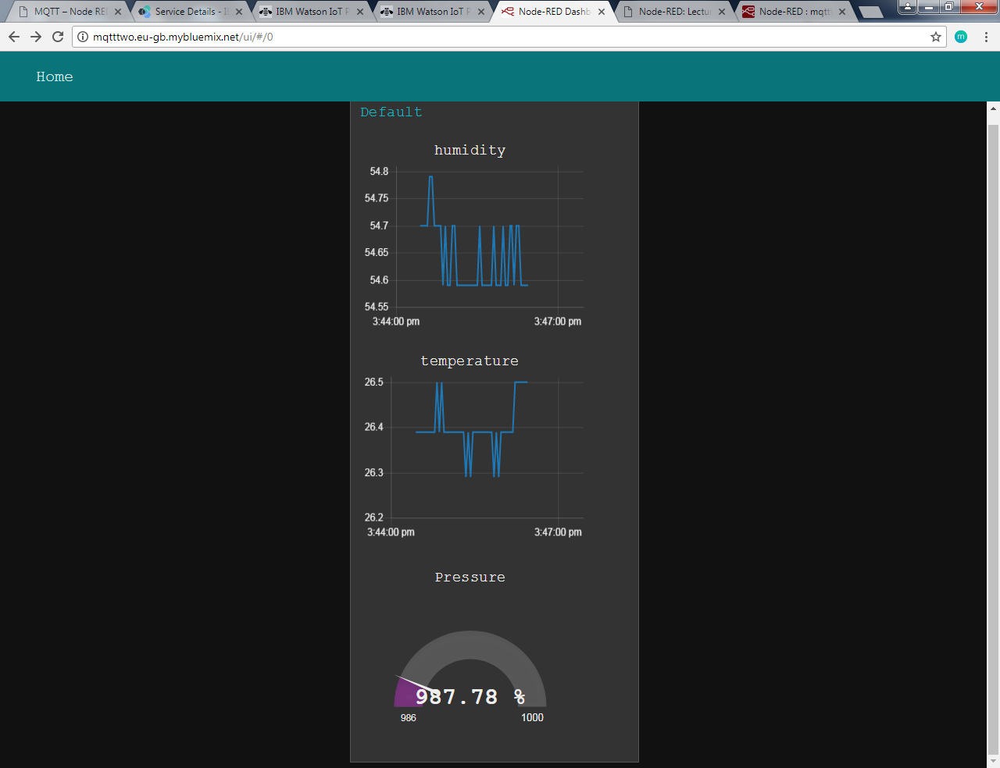 MQTT – Node RE
Service Details - I
IBM Watson IoT P
IBM Watson IoT P
Node-RED Dashb
Node-RED: Lectu
Node-RED : mqtt
mqtttwo.eu-gb.mybluemix.net/ui/#/0
m
Home
Default
humidity
54.8
54.75
54.7
54.65
54.6
54.55
3:44:00 pm 3:47:00 pm
temperature
26.5
26.4
26.3
26.2
3:44:00 pm 3:47:00 pm
Pressure
987.78 %
986 1000